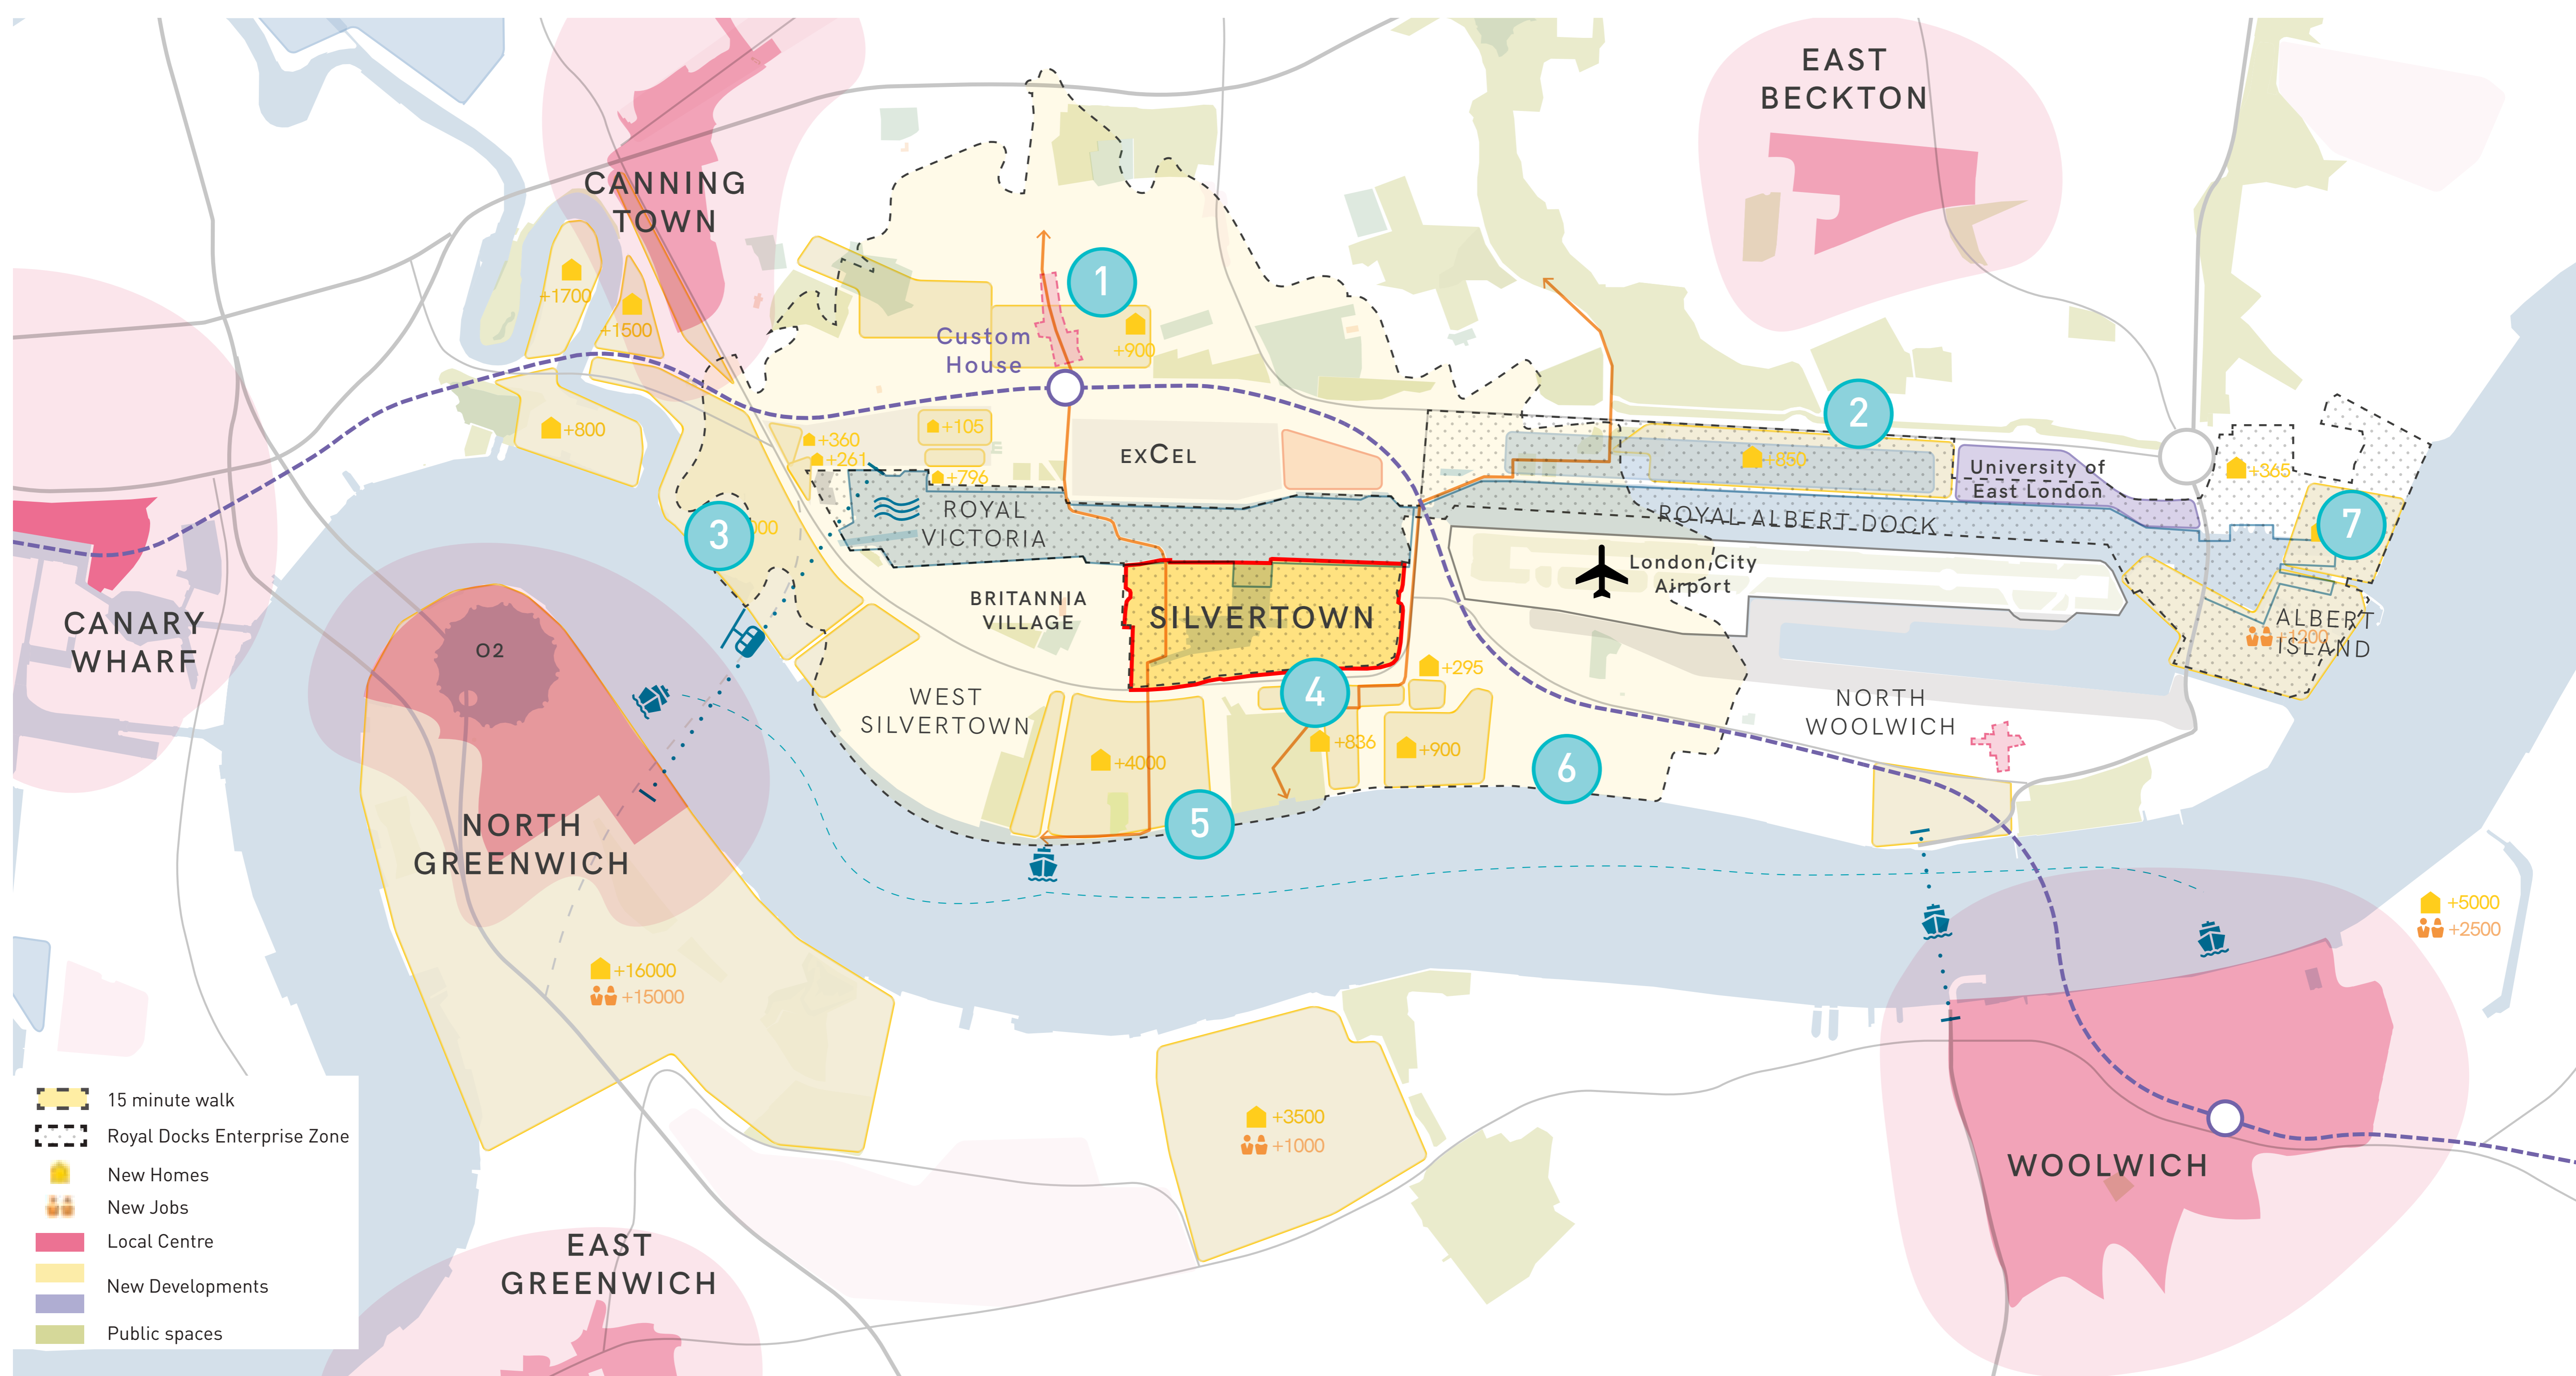 EAST
BECKTON
CANNING
TOWN
+1700
+1500
1
Custom
House
+900
2
+800
+360
+261
+105
+796
EXCEL
+850
University of
East London
+365
ROYAL
VICTORIA
ROYAL ALBERT DOCK
3
7
London City
Airport
CANARY
WHARF
BRITANNIA
VILLAGE
SILVERTOWN
ALBERT
ISLAND
+1200
O2
+295
4
WEST
SILVERTOWN
NORTH
WOOLWICH
+836
+900
+4000
6
5
NORTH
GREENWICH
+5000
+2500
+16000
+15000
+3500
+1000
WOOLWICH
EAST
GREENWICH
15 minute walk
Royal Docks Enterprise Zone
New Homes
New Jobs
Local Centre
New Developments
Public spaces